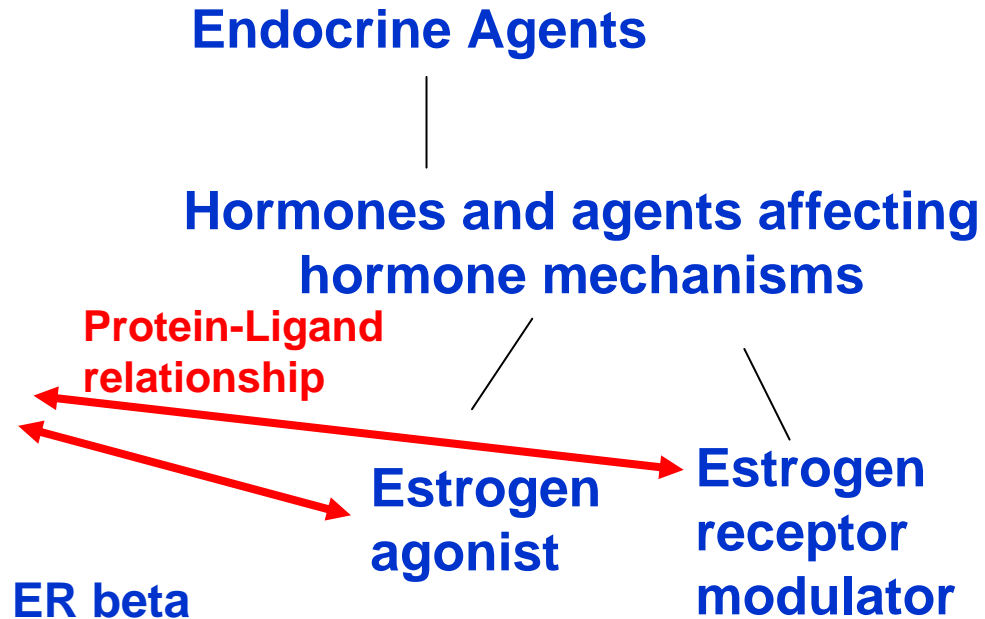 Endocrine Agents
Hormones and agents affecting
hormone mechanisms
Protein-Ligand
relationship
Estrogen
agonist
Estrogen
receptor
modulator
ER beta